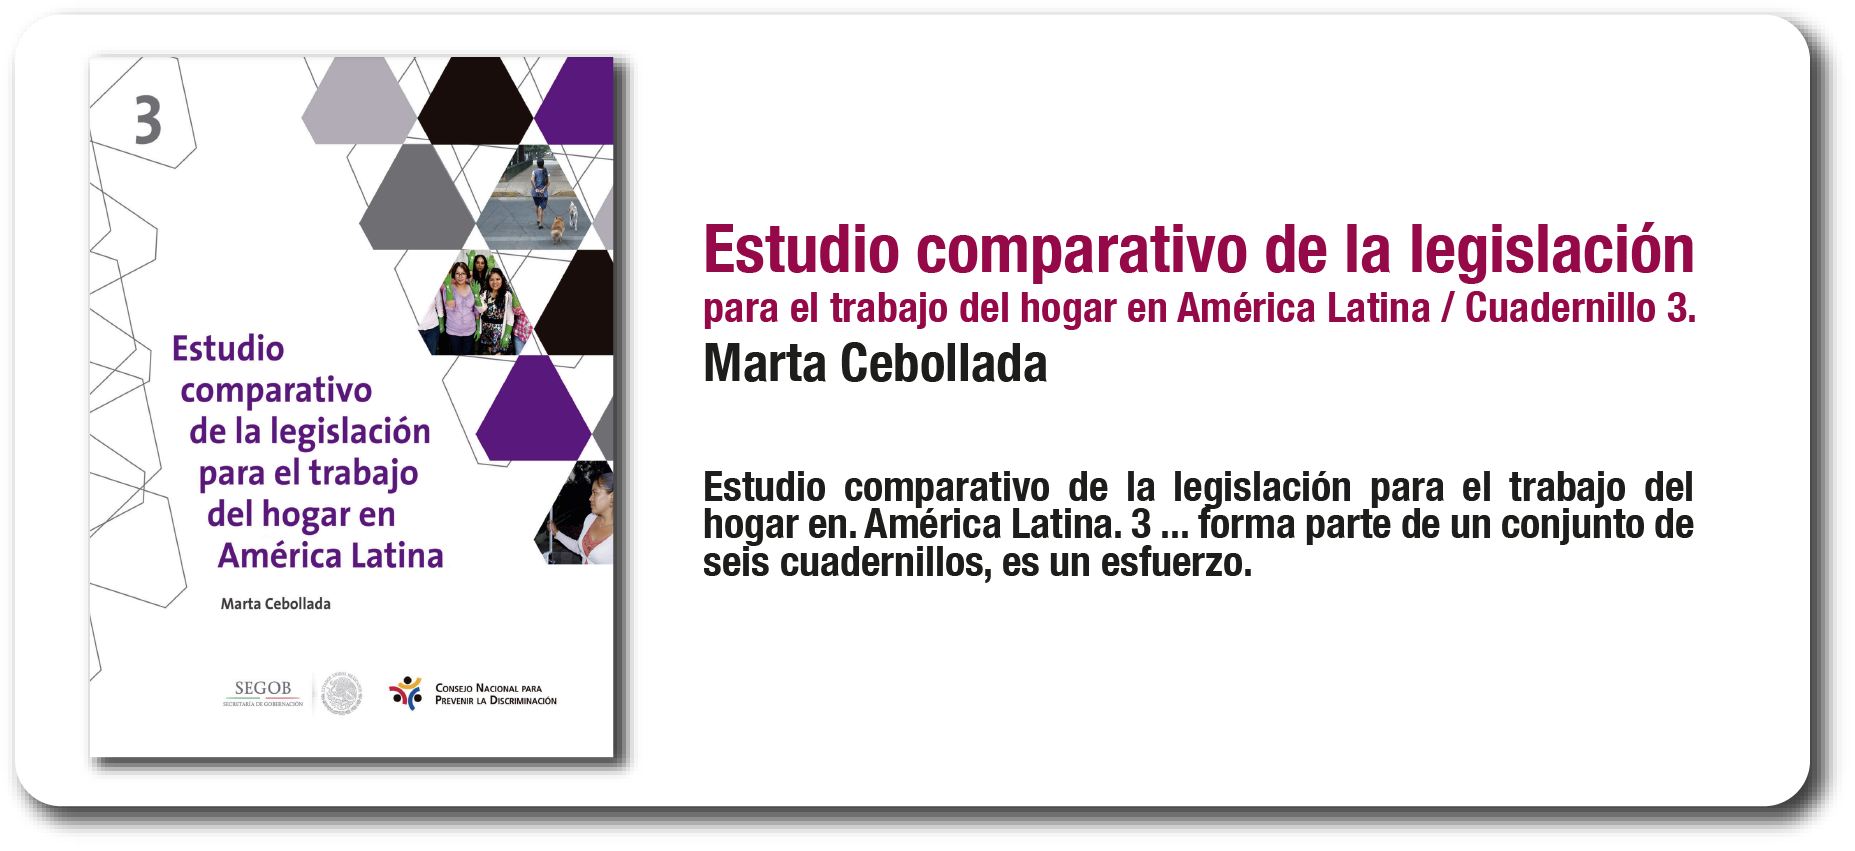 3
Estudio
comparativo
de la legislación
para el trabajo
del hogar en
América Latina
Marta Cebollada
SEGOB
SECRETARÍA DE GOBERNACIÓN
CONSEJO NACIONAL PARA
PREVENIR LA DISCRIMINACIÓN
Estudio comparativo de la legislación
para el trabajo del hogar en América Latina / Cuadernillo 3.
Marta Cebollada
Estudio comparativo de la legislación para el trabajo del
hogar en. América Latina. 3 ... forma parte de un conjunto de
seis cuadernillos, es un esfuerzo.